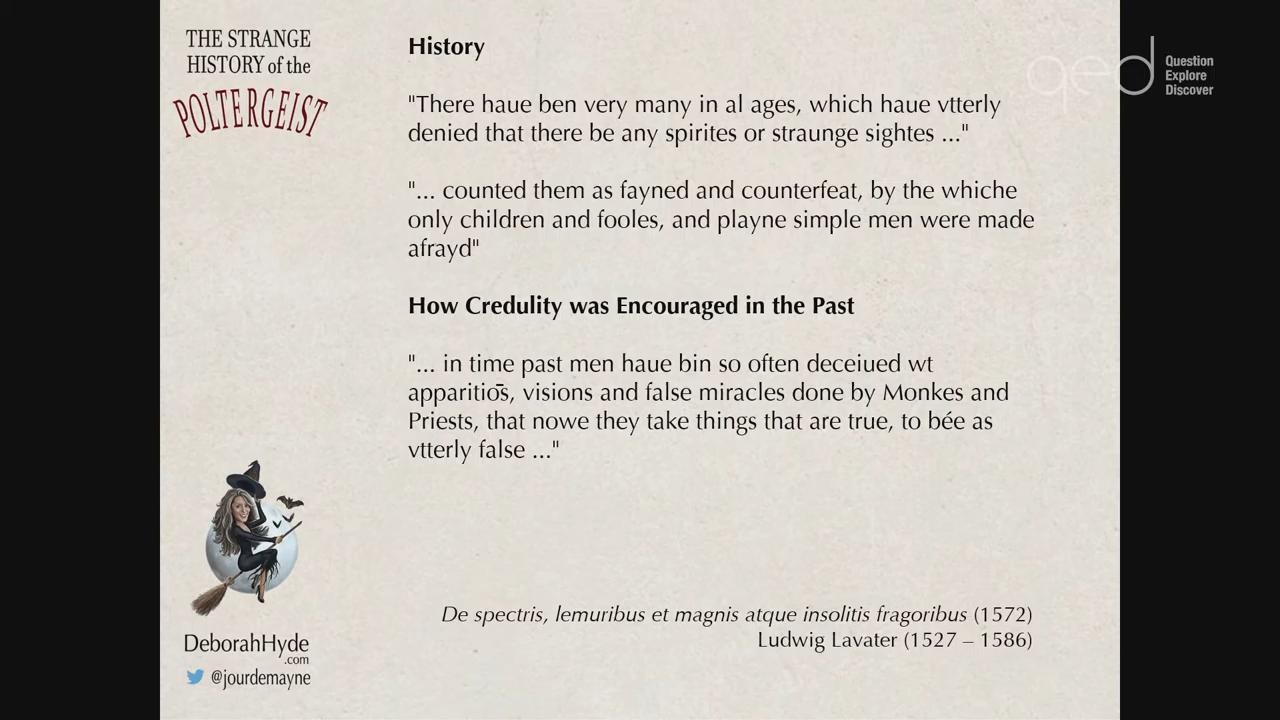 THE STRANGE
HISTORY of the
POLTERGEIST
History
"There haue ben very many in al ages, which haue vtterly
denied that there be any spirites or straunge sightes ..."
"... counted them as fayned and counterfeat, by the whiche
only children and fooles, and playne simple men were made
afrayd"
How Credulity was Encouraged in the Past
"... in time past men haue bin so often deceiued wt
apparitiōs, visions and false miracles done by Monkes and
Priests, that nowe they take things that are true, to bée as
vtterly false ..."
De spectris, lemuribus et magnis atque insolitis fragoribus (1572)
Ludwig Lavater (1527 – 1586)
DeborahHyde
.com
@jourdemayne
qed
Question
Explore
Discover